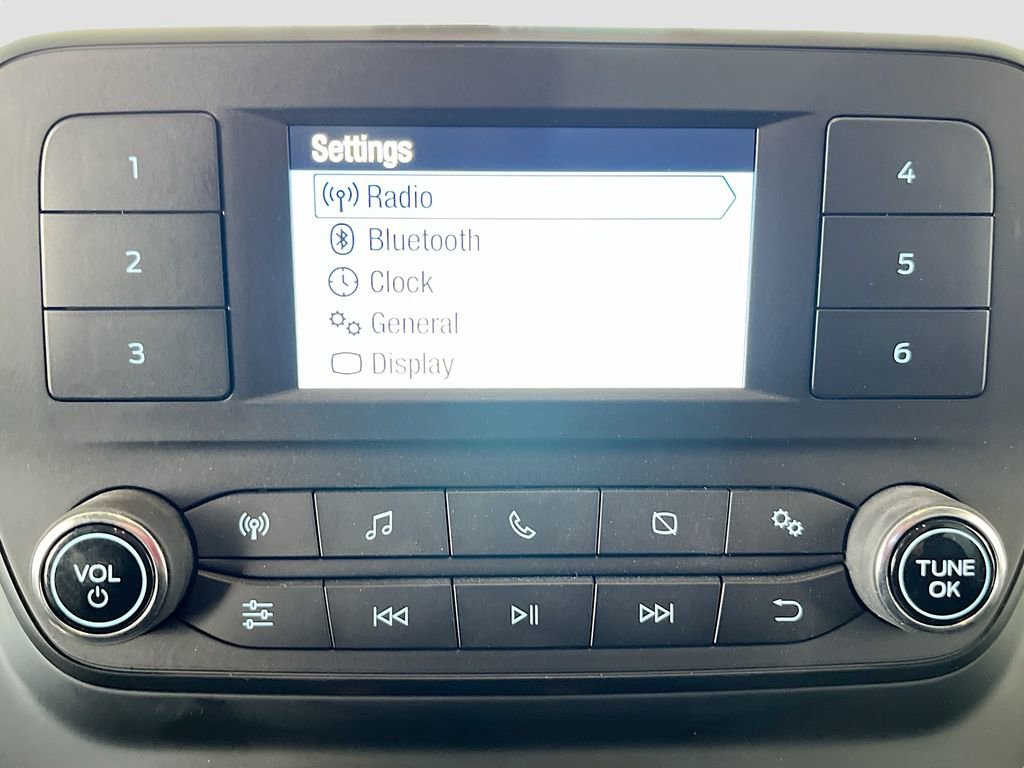 Settings
Radio
Bluetooth
Clock
General
Display
1
2
3
4
5
6
VOL
TUNE
OK